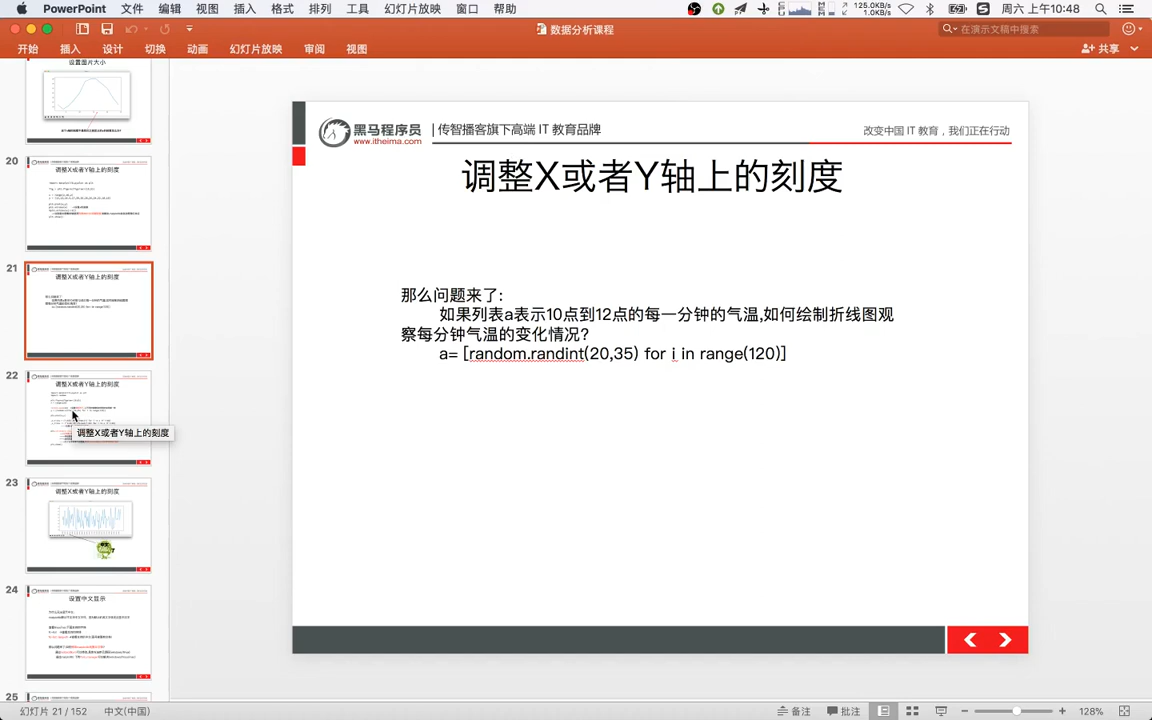 PowerPoint 文件 编辑 视图 插入 格式 排列 工具 幻灯片放映 窗口 帮助
125.0KB/s
1.0KB/s
周六 上午10:48
数据分析课程
在演示文稿中搜索
开始 插入 设计 切换 动画 幻灯片放映 审阅 视图
共享
设置图片大小
20
调整X或者Y轴上的刻度
21
调整X或者Y轴上的刻度
22
调整X或者Y轴上的刻度
调整X或者Y轴上的刻度
23
调整X或者Y轴上的刻度
24
设置中文显示
25
黑马程序员
www.itheima.com
传智播客旗下高端 IT 教育品牌
改变中国 IT 教育，我们正在行动
调整X或者Y轴上的刻度
那么问题来了:
如果列表a表示10点到12点的每一分钟的气温,如何绘制折线图观
察每分钟气温的变化情况?
a= [random.randint(20,35) for i in range(120)]
幻灯片 21 / 152 中文(中国)
备注 批注
128%